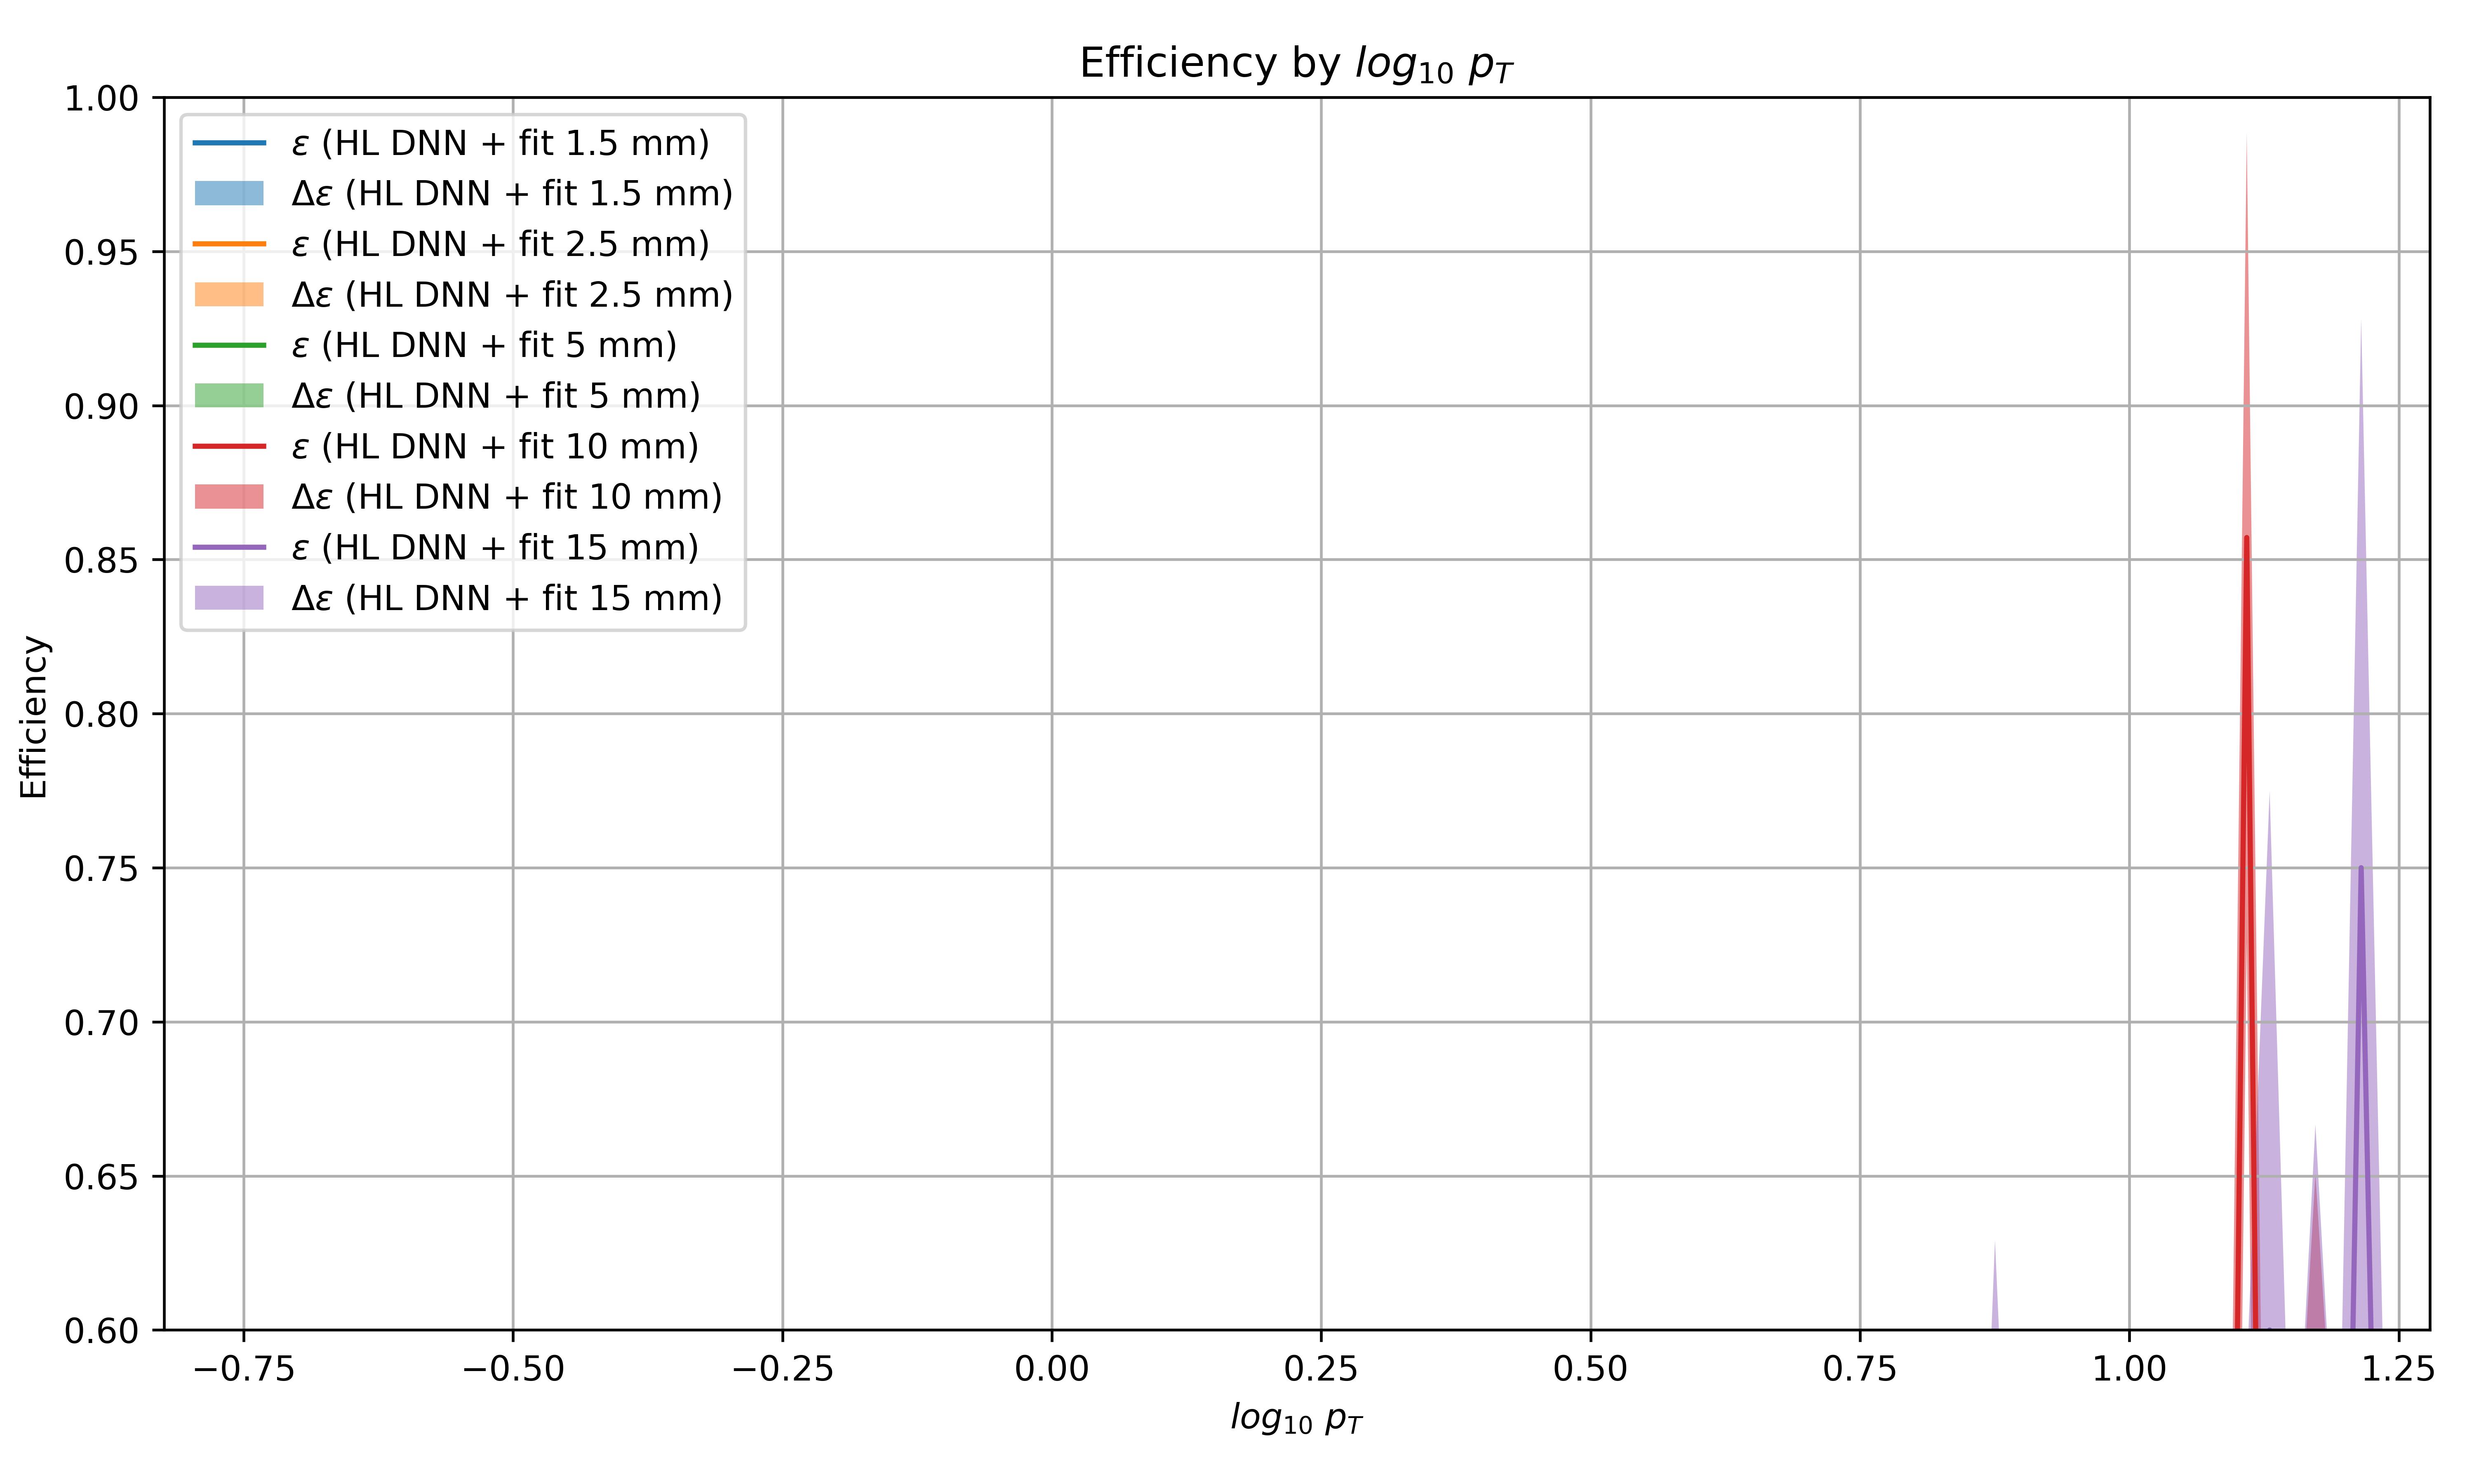 Efficiency by log₁₀ p_T
1.00
0.95
0.90
0.85
0.80
0.75
0.70
0.65
0.60
Efficiency
ε (HL DNN + fit 1.5 mm)
Δε (HL DNN + fit 1.5 mm)
ε (HL DNN + fit 2.5 mm)
Δε (HL DNN + fit 2.5 mm)
ε (HL DNN + fit 5 mm)
Δε (HL DNN + fit 5 mm)
ε (HL DNN + fit 10 mm)
Δε (HL DNN + fit 10 mm)
ε (HL DNN + fit 15 mm)
Δε (HL DNN + fit 15 mm)
−0.75 −0.50 −0.25 0.00 0.25 0.50 0.75 1.00 1.25
log₁₀ p_T